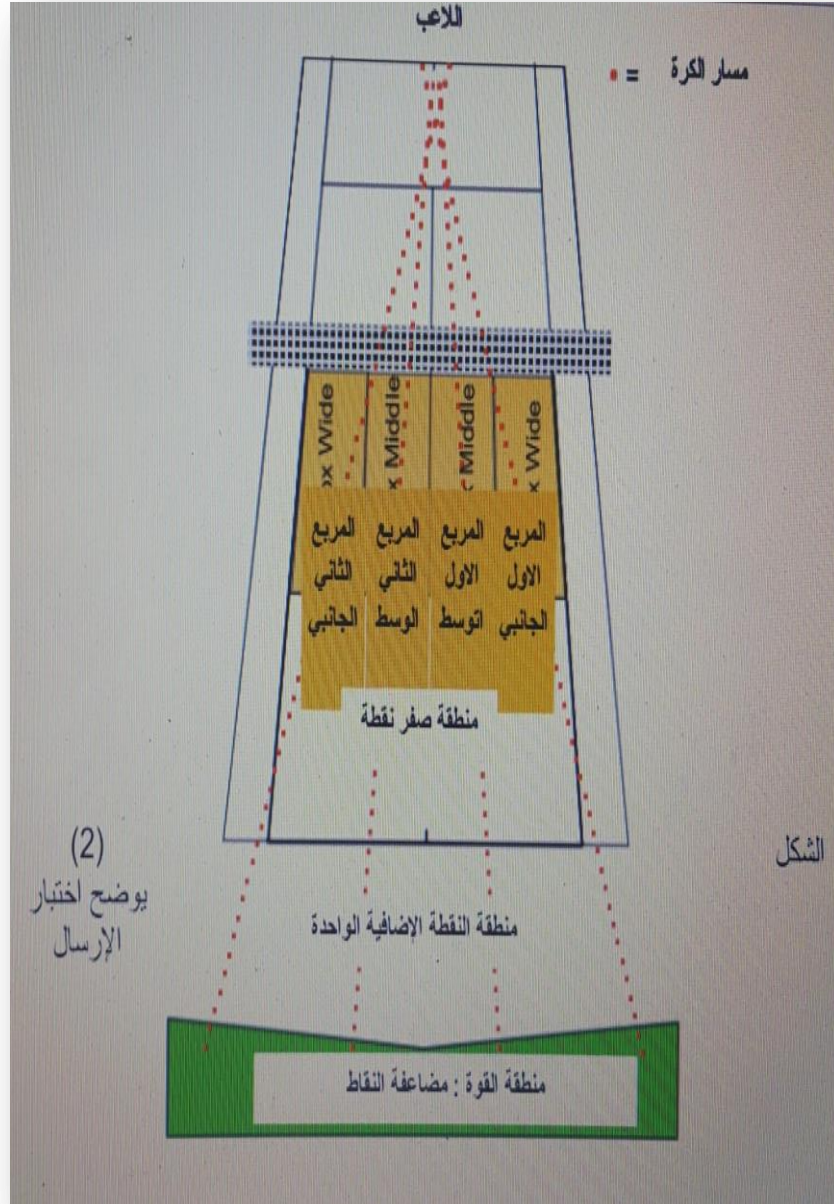 اللاعب
مسار الكرة = •
x Wide
x Middle
x Middle
x Wide
المربع الثاني الجانبي
المربع الثاني الوسط
المربع الاول اتوسط
المربع الاول الجانبي
منطقة صفر نقطة
الشكل
(2)
يوضح اختبار
الإرسال
منطقة النقطة الإضافية الواحدة
منطقة القوة : مضاعفة النقاط